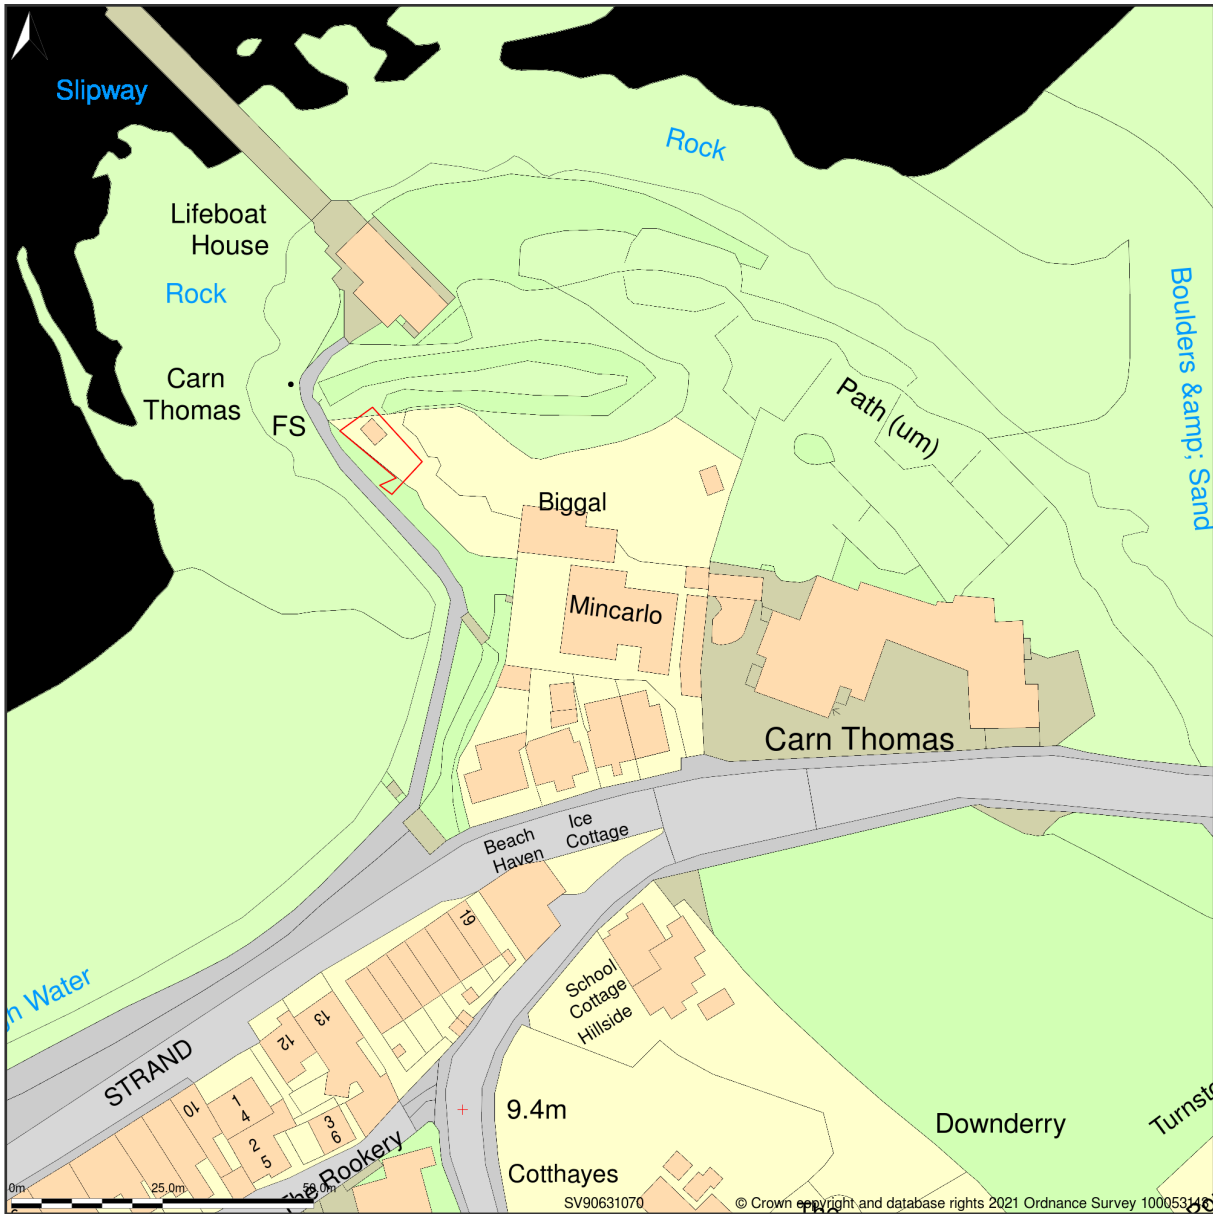 Slipway
Rock
Lifeboat
House
Rock
Boulders &amp; Sand
Carn
Thomas
FS
Path (um)
Biggal
Mincarlo
Carn Thomas
Ice
Cottage
Beach
Haven
19
School
Cottage
Hillside
Water
13
12
STRAND
10
1
4
2
5
3
6
The Rookery
9.4m
Downderry
Cotthayes
0m
25.0m
50.0m
SV90631070
© Crown copyright and database rights 2021 Ordnance Survey